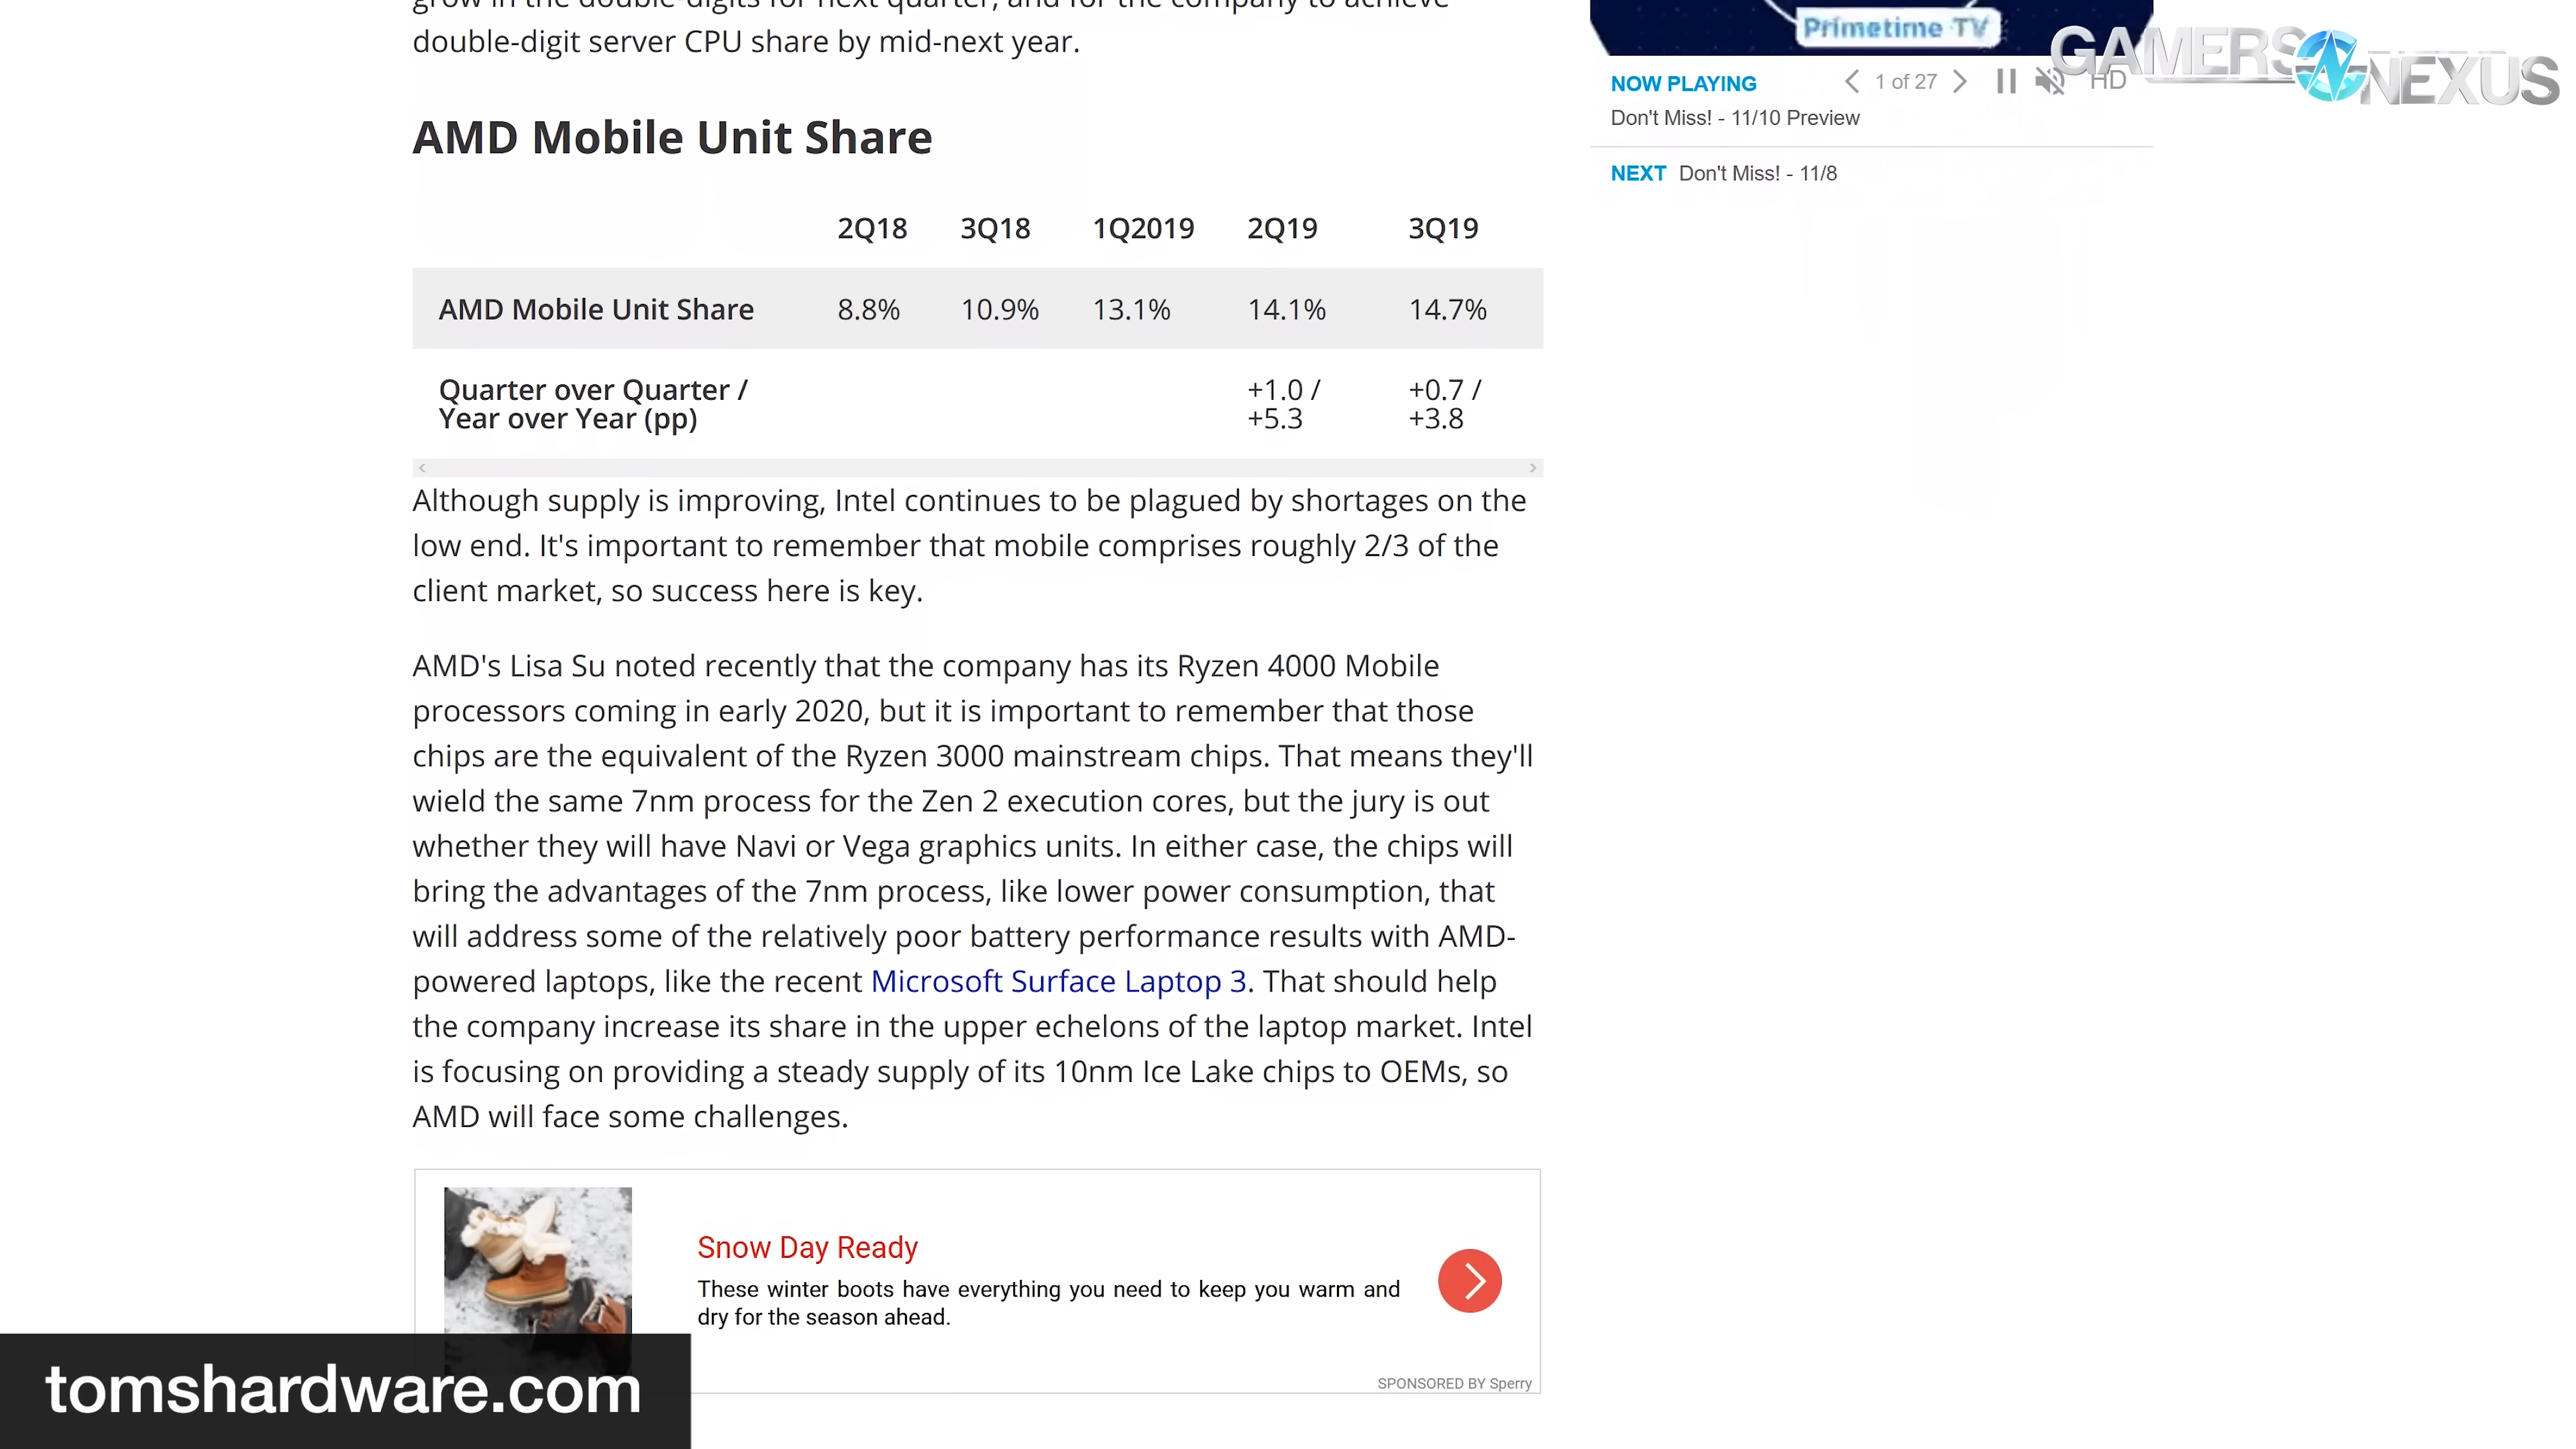 grow in the double-digits for next quarter, and for the company to achieve
double-digit server CPU share by mid-next year.
AMD Mobile Unit Share
2Q18 3Q18 1Q2019 2Q19 3Q19
AMD Mobile Unit Share 8.8% 10.9% 13.1% 14.1% 14.7%
Quarter over Quarter / +1.0 / +0.7 /
Year over Year (pp) +5.3 +3.8
Although supply is improving, Intel continues to be plagued by shortages on the
low end. It's important to remember that mobile comprises roughly 2/3 of the
client market, so success here is key.
AMD's Lisa Su noted recently that the company has its Ryzen 4000 Mobile
processors coming in early 2020, but it is important to remember that those
chips are the equivalent of the Ryzen 3000 mainstream chips. That means they'll
wield the same 7nm process for the Zen 2 execution cores, but the jury is out
whether they will have Navi or Vega graphics units. In either case, the chips will
bring the advantages of the 7nm process, like lower power consumption, that
will address some of the relatively poor battery performance results with AMD-
powered laptops, like the recent Microsoft Surface Laptop 3. That should help
the company increase its share in the upper echelons of the laptop market. Intel
is focusing on providing a steady supply of its 10nm Ice Lake chips to OEMs, so
AMD will face some challenges.
Snow Day Ready
These winter boots have everything you need to keep you warm and
dry for the season ahead.
SPONSORED BY Sperry
tomshardware.com
Primetime TV
NOW PLAYING 1 of 27 HD
Don't Miss! - 11/10 Preview
NEXT Don't Miss! - 11/8
GAMERS NEXUS